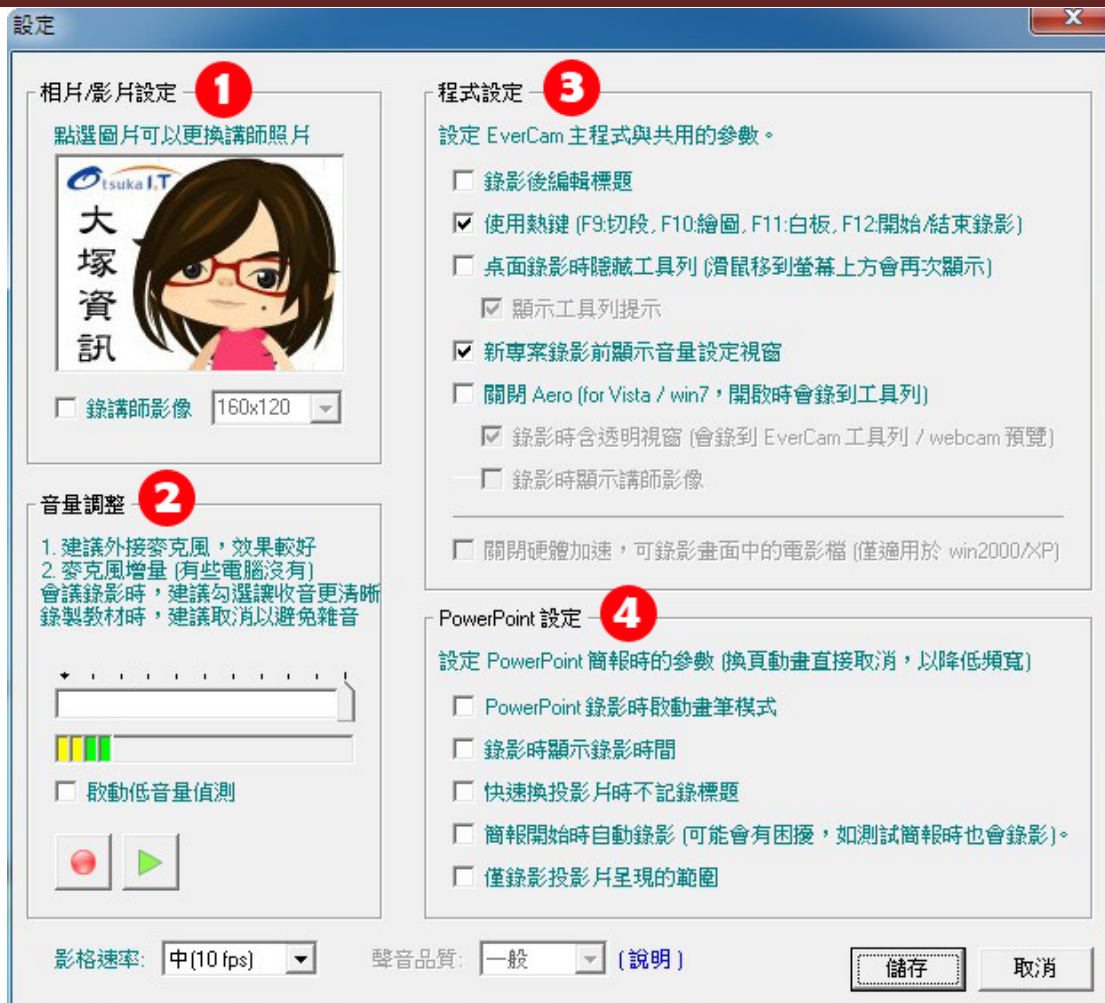 設定
相片/影片設定
1
點選圖片可以更換講師照片
Otsuka I.T
大塚資訊
錄講師影像
160x120
音量調整
2
1. 建議外接麥克風，效果較好
2. 麥克風增量 (有些電腦沒有)
會議錄影時，建議勾選讓收音更清晰
錄製教材時，建議取消以避免雜音
啟動低音量偵測
程式設定
3
設定 EverCam 主程式與共用的參數。
錄影後編輯標題
使用熱鍵 (F9:切段, F10:繪圖, F11:白板, F12:開始/結束錄影)
桌面錄影時隱藏工具列 (滑鼠移到螢幕上方會再次顯示)
顯示工具列提示
新專案錄影前顯示音量設定視窗
關閉 Aero (for Vista / win7，開啟時會錄到工具列)
錄影時含透明視窗 (會錄到 EverCam 工具列 / webcam 預覽)
錄影時顯示講師影像
關閉硬體加速，可錄影畫面中的電影檔 (僅適用於 win2000/XP)
PowerPoint 設定
4
設定 PowerPoint 簡報時的參數 (換頁動畫直接取消，以降低頻寬)
PowerPoint 錄影時啟動畫筆模式
錄影時顯示錄影時間
快速換投影片時不記錄標題
簡報開始時自動錄影 (可能會有困擾，如測試簡報時也會錄影)。
僅錄影投影片呈現的範圍
影格速率: 中(10 fps)
聲音品質: 一般 (說明)
儲存
取消